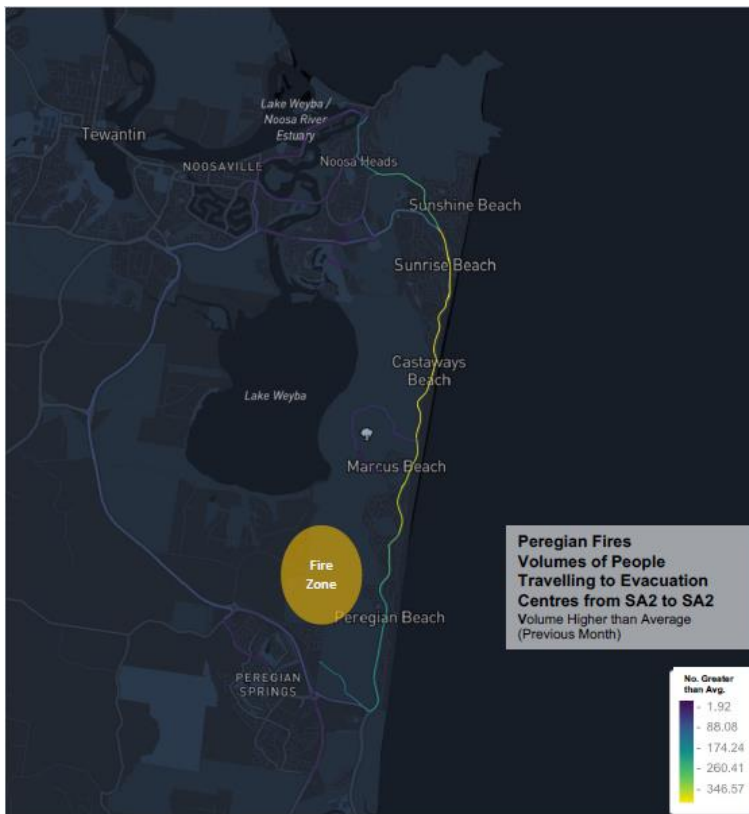 Lake Weyba /
Noosa River
Estuary
Tewantin
NOOSAVILLE
Noosa Heads
Sunshine Beach
Sunrise Beach
Castaways
Beach
Lake Weyba
Marcus Beach
Fire
Zone
Peregian Beach
PEREGIAN
SPRINGS
Peregian Fires
Volumes of People
Travelling to Evacuation
Centres from SA2 to SA2
Volume Higher than Average
(Previous Month)
No. Greater
than Avg.
- 1.92
- 88.08
- 174.24
- 260.41
- 346.57